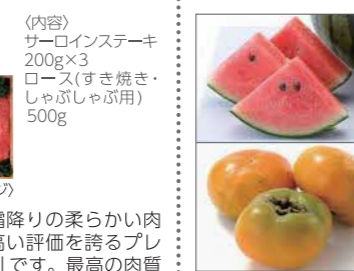 〈内容〉
サーロインステーキ
200g×3
ロース(すき焼き・
しゃぶしゃぶ用)
500g
ジ〉
霜降りの柔らかい肉
高い評価を誇るプレ
です。最高の肉質